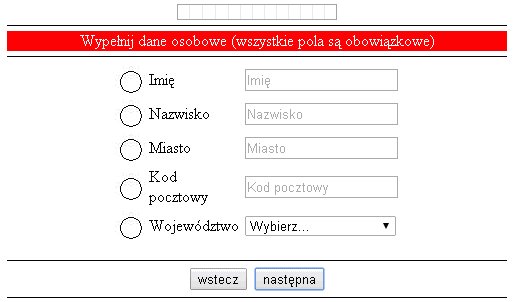 Wypełnij dane osobowe (wszystkie pola są obowiązkowe)
Imię Imię
Nazwisko Nazwisko
Miasto Miasto
Kod
pocztowy Kod pocztowy
Województwo Wybierz...
wstecz następna